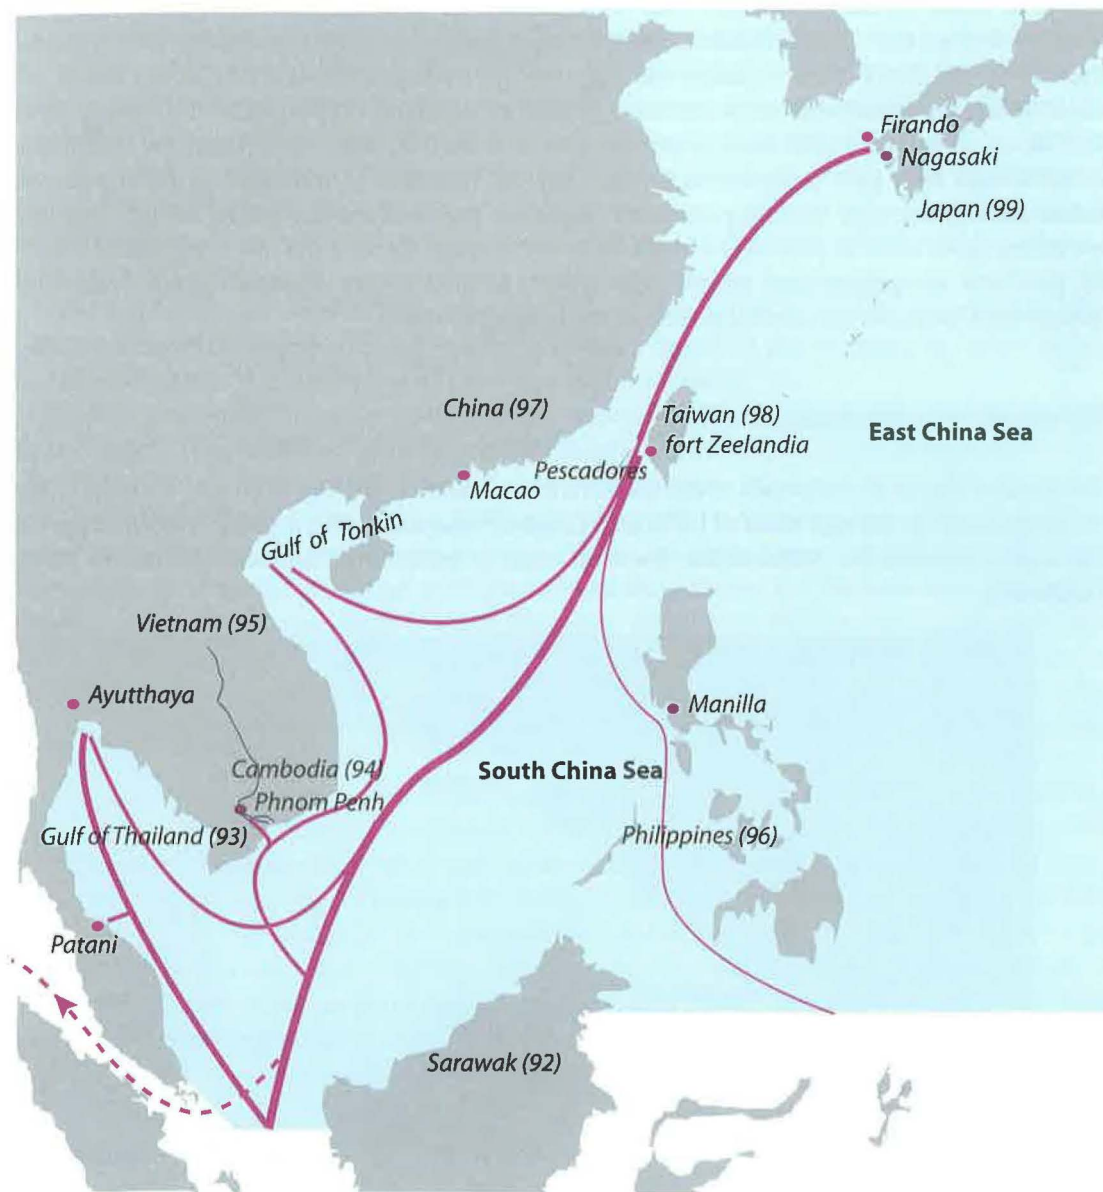 Firando
Nagasaki
Japan (99)
China (97)
Taiwan (98)
fort Zeelandia
East China Sea
Pescadores
Macao
Gulf of Tonkin
Vietnam (95)
Ayutthaya
Manilla
Cambodia (94)
South China Sea
Phnom Penh
Gulf of Thailand (93)
Philippines (96)
Patani
Sarawak (92)